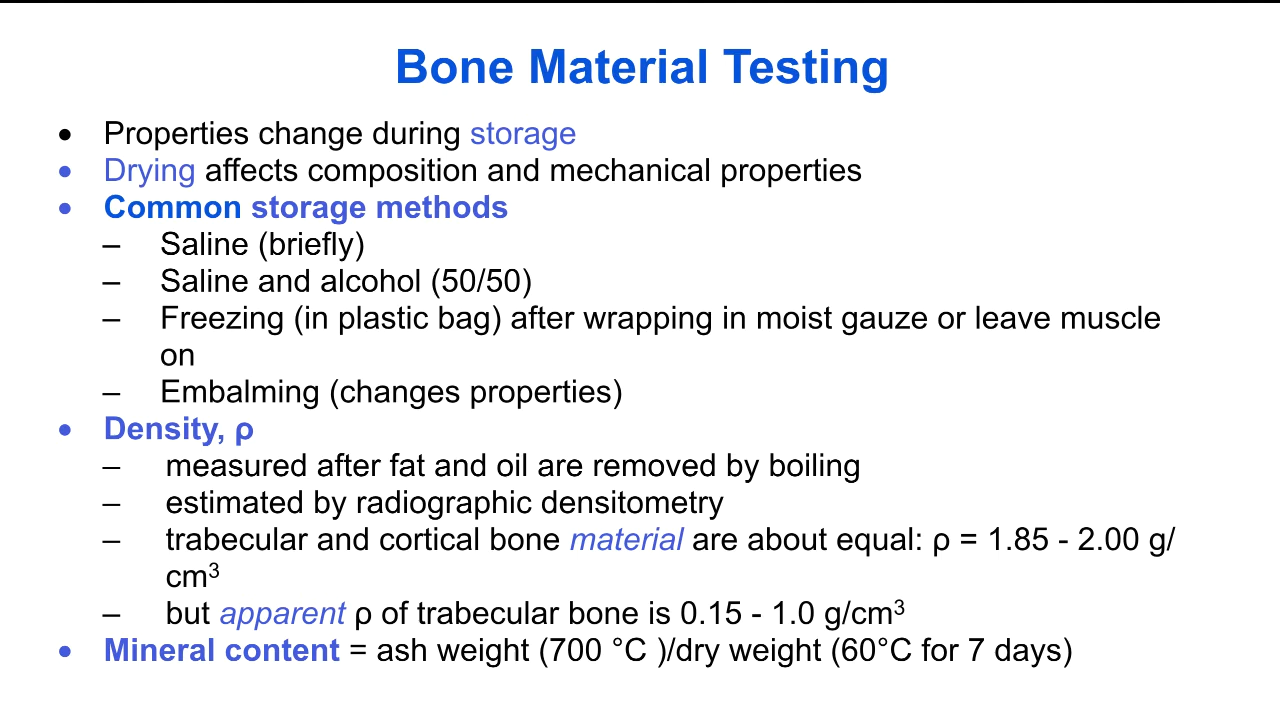 Bone Material Testing
• Properties change during storage
• Drying affects composition and mechanical properties
• Common storage methods
– Saline (briefly)
– Saline and alcohol (50/50)
– Freezing (in plastic bag) after wrapping in moist gauze or leave muscle
on
– Embalming (changes properties)
• Density, ρ
– measured after fat and oil are removed by boiling
– estimated by radiographic densitometry
– trabecular and cortical bone material are about equal: ρ = 1.85 - 2.00 g/
cm³
– but apparent ρ of trabecular bone is 0.15 - 1.0 g/cm³
• Mineral content = ash weight (700 °C )/dry weight (60°C for 7 days)